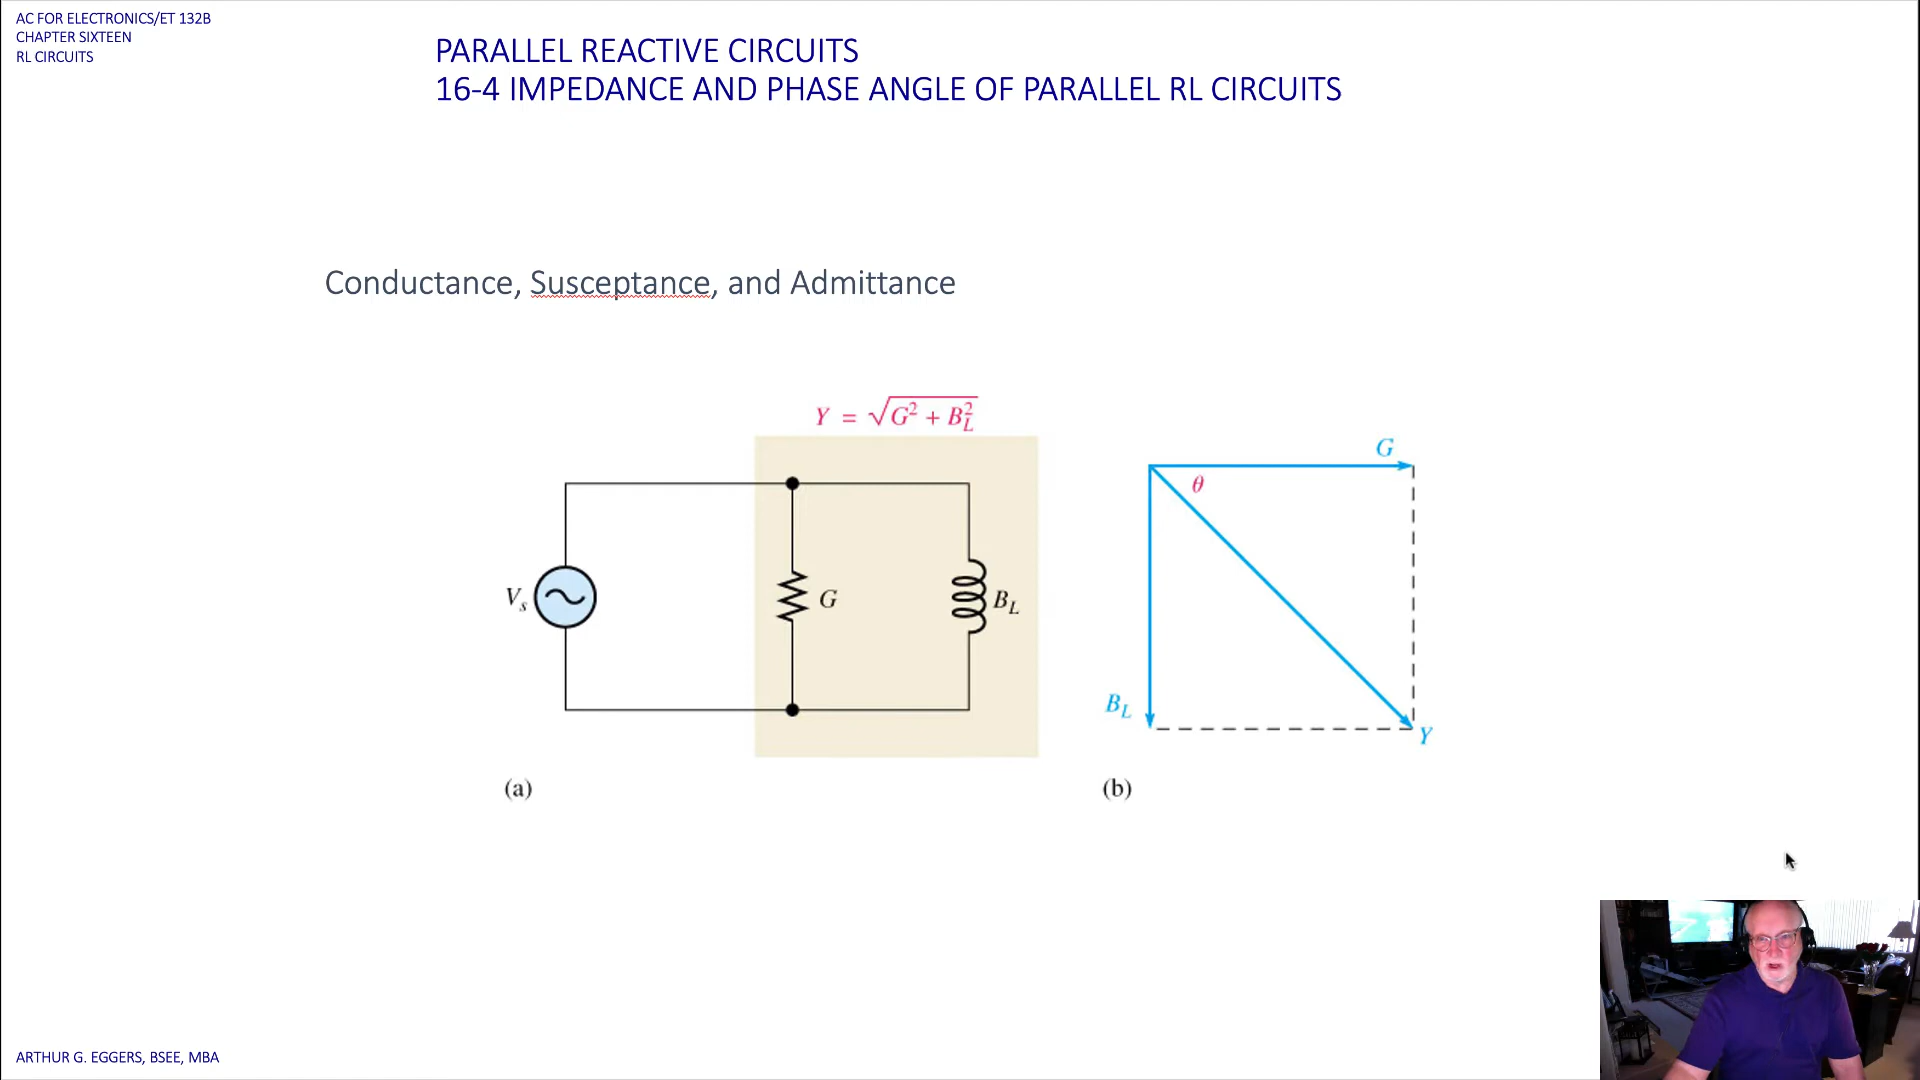 AC FOR ELECTRONICS/ET 132B
CHAPTER SIXTEEN
RL CIRCUITS
PARALLEL REACTIVE CIRCUITS
16-4 IMPEDANCE AND PHASE ANGLE OF PARALLEL RL CIRCUITS
Conductance, Susceptance, and Admittance
Y = √G² + B_L²
V_s
G
B_L
(a)
G
θ
B_L
Y
(b)
ARTHUR G. EGGERS, BSEE, MBA